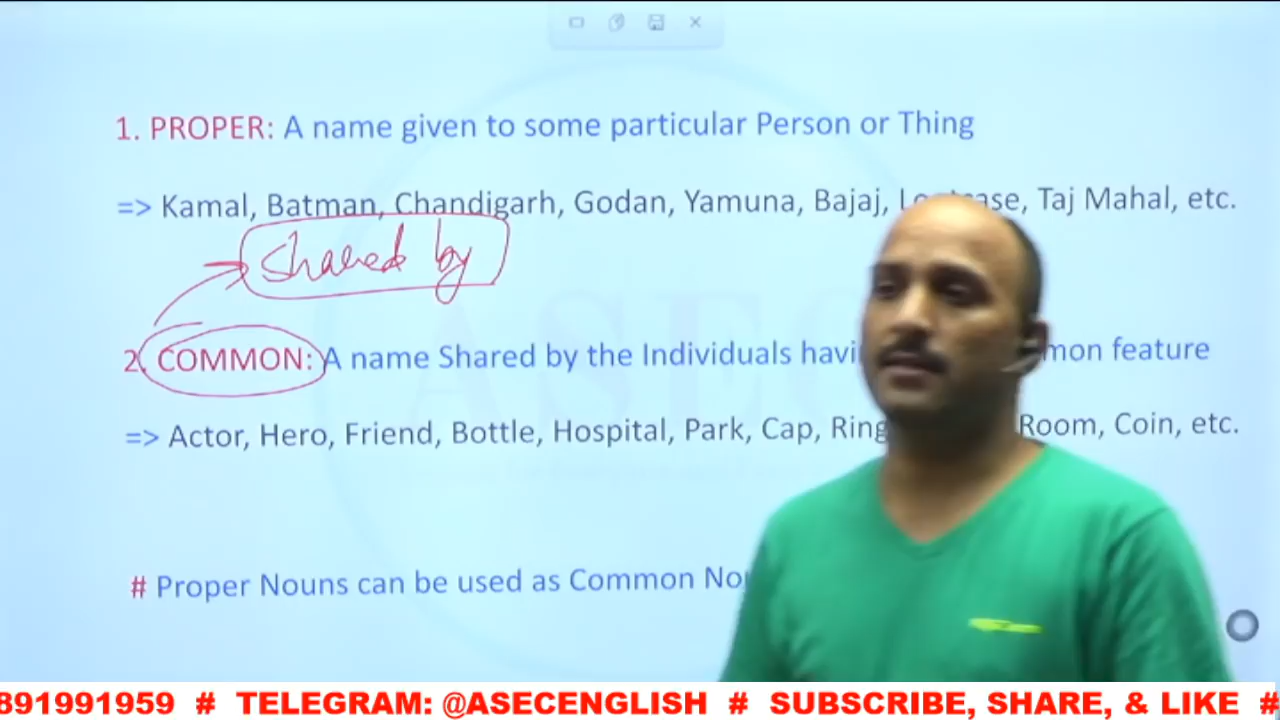 1. PROPER: A name given to some particular Person or Thing
=> Kamal, Batman, Chandigarh, Godan, Yamuna, Bajaj, Taj Mahal, etc.
Shared by
2. COMMON: A name Shared by the Individuals feature
=> Actor, Hero, Friend, Bottle, Hospital, Park, Cap, Ring Room, Coin, etc.
# Proper Nouns can be used as Common
891991959 # TELEGRAM: @ASECENGLISH # SUBSCRIBE, SHARE, & LIKE #